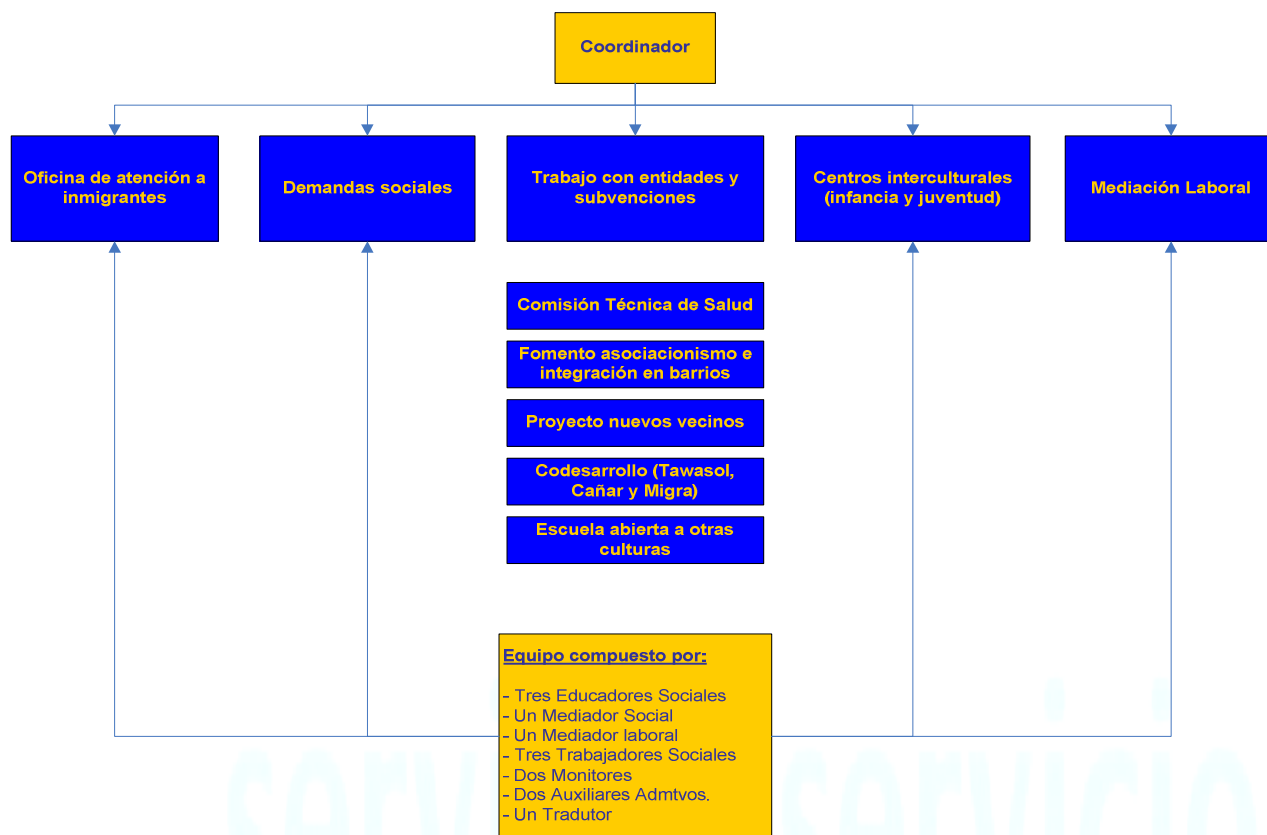 Coordinador
Oficina de atención a
inmigrantes
Demandas sociales
Trabajo con entidades y
subvenciones
Centros interculturales
(infancia y juventud)
Mediación Laboral
Comisión Técnica de Salud
Fomento asociacionismo e
integración en barrios
Proyecto nuevos vecinos
Codesarrollo (Tawasol,
Cañar y Migra)
Escuela abierta a otras
culturas
Equipo compuesto por:
- Tres Educadores Sociales
- Un Mediador Social
- Un Mediador laboral
- Tres Trabajadores Sociales
- Dos Monitores
- Dos Auxiliares Admtvos.
- Un Tradutor